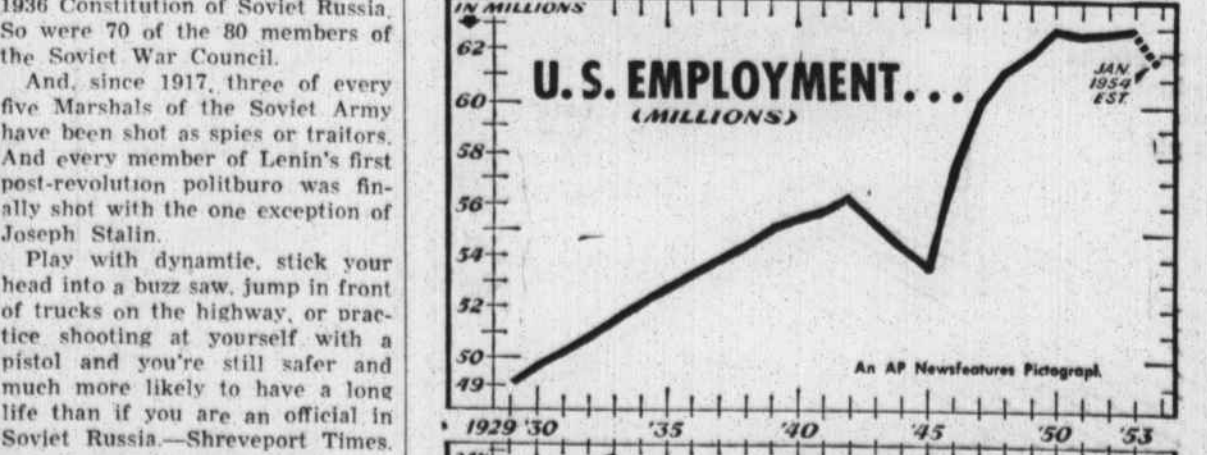 1936 Constitution of Soviet Russia.
So were 70 of the 80 members of
the Soviet War Council.
And, since 1917, three of every
five Marshals of the Soviet Army
have been shot as spies or traitors.
And every member of Lenin's first
post-revolution politburo was fin-
ally shot with the one exception of
Joseph Stalin.
Play with dynamtie, stick your
head into a buzz saw, jump in front
of trucks on the highway, or prac-
tice shooting at yourself with a
pistol and you're still safer and
much more likely to have a long
life than if you are an official in
Soviet Russia.—Shreveport Times.
IN MILLIONS
U. S. EMPLOYMENT...
(MILLIONS)
JAN.
1954
EST.
62
60
58
56
54
52
50
49
An AP Newsfeatures Pictograph.
1929 '30 '35 '40 '45 '50 '53